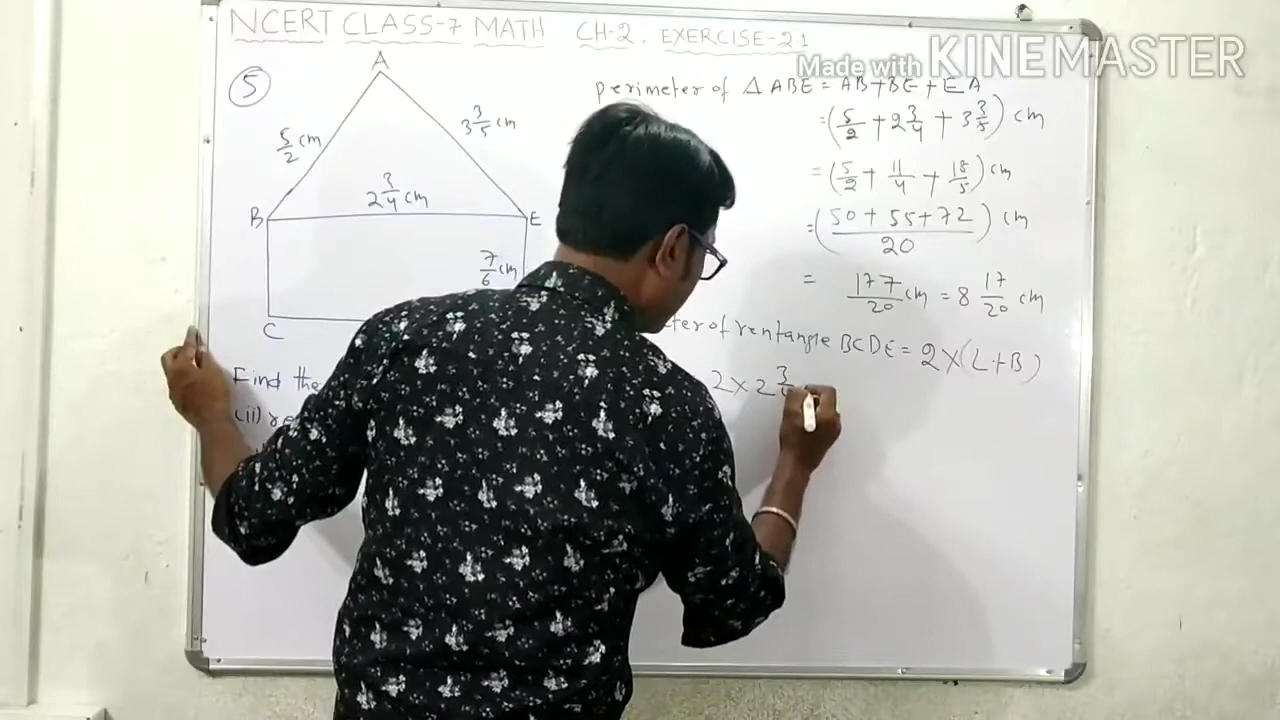 NCERT CLASS-7 MATH CH-2. EXERCISE-2.1
Made with KINEMASTER
5
A
5/2 cm
3 3/5 cm
2 3/4 cm
B
E
7/6 cm
C
Find the
(ii)
perimeter of △ ABE = AB+BE+EA
= (5/2 + 2 3/4 + 3 3/5) cm
= (5/2 + 11/4 + 18/5) cm
= (50 + 55 + 72 / 20) cm
= 177/20 cm = 8 17/20 cm
of rentangle BCDE = 2×(L+B)
2×2 3/